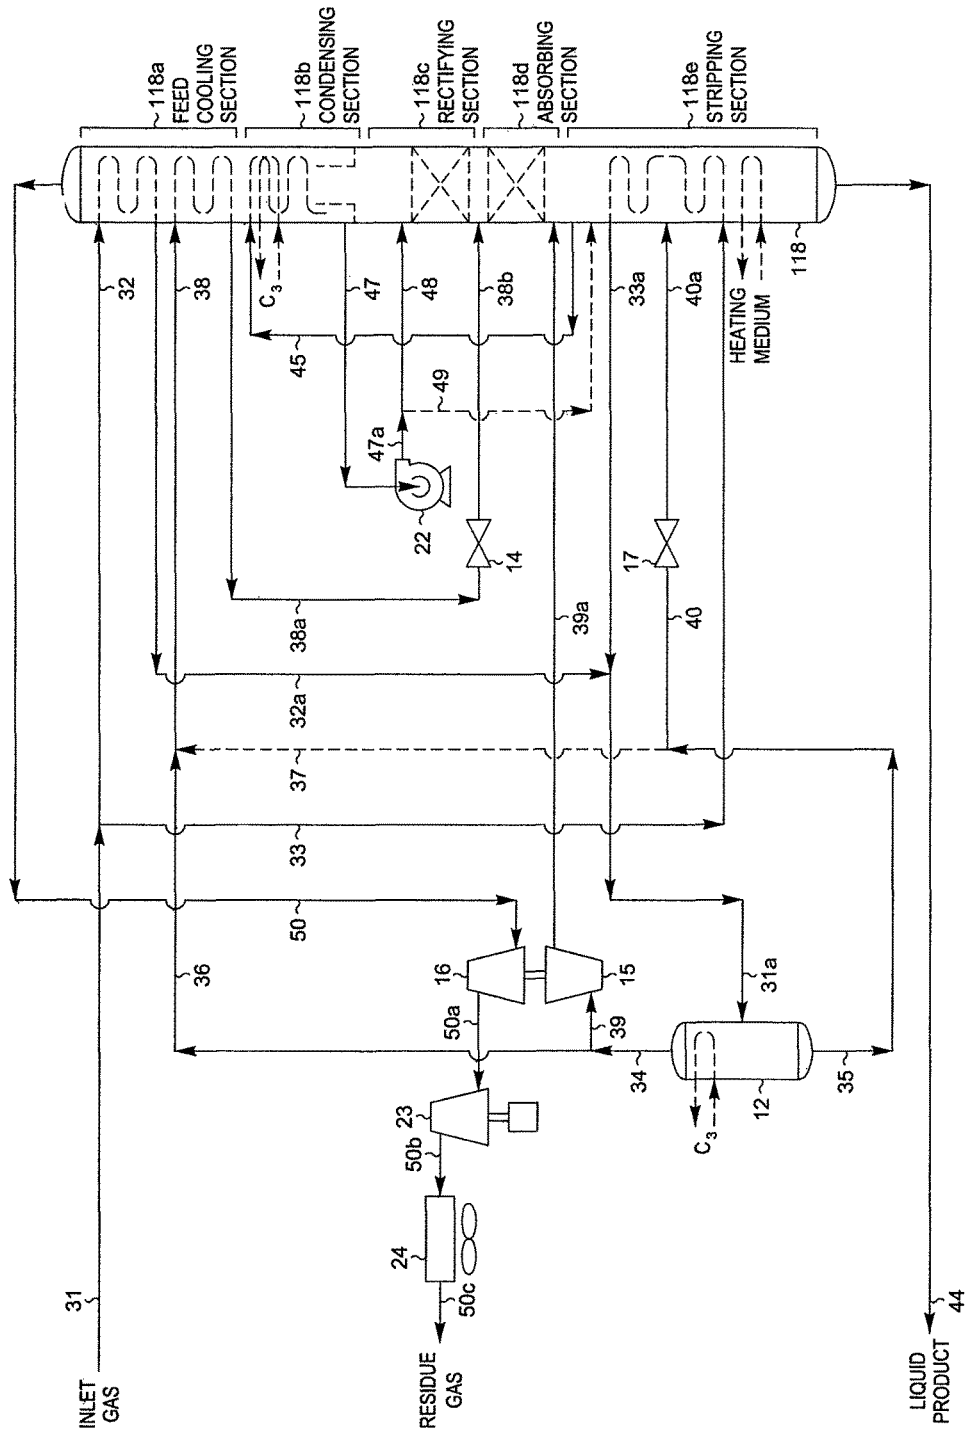 118a
FEED
COOLING
SECTION
118b
CONDENSING
SECTION
118c
RECTIFYING
SECTION
118d
ABSORBING
SECTION
118e
STRIPPING
SECTION
32
38
C3
47
48
38b
33a
40a
HEATING
MEDIUM
118
45
49
47a
22
14
17
38a
39a
40
32a
37
33
50
36
16
15
31a
50a
39
34
35
12
C3
23
50b
24
50c
31
INLET
GAS
RESIDUE
GAS
44
LIQUID
PRODUCT